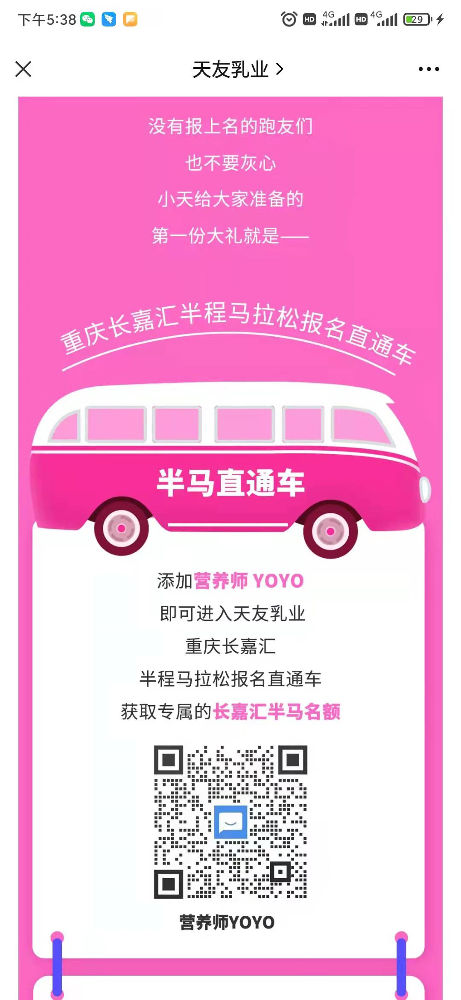 下午5:38
HD 4G HD 4G 29
天友乳业
没有报上名的跑友们
也不要灰心
小天给大家准备的
第一份大礼就是——
重庆长嘉汇半程马拉松报名直通车
半马直通车
添加营养师 YOYO
即可进入天友乳业
重庆长嘉汇
半程马拉松报名直通车
获取专属的长嘉汇半马名额
营养师YOYO